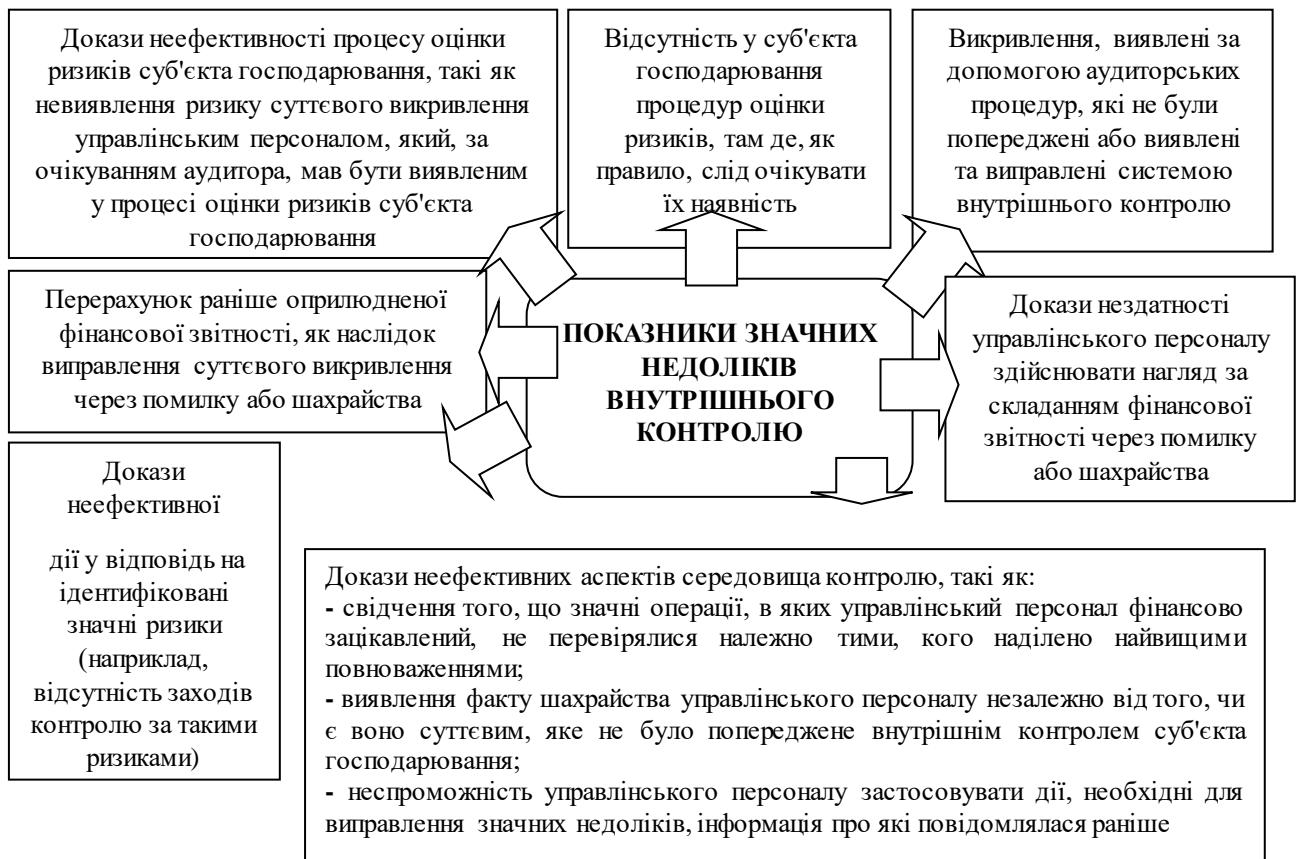 Докази неефективності процесу оцінки
ризиків суб'єкта господарювання, такі як
невиявлення ризику суттєвого викривлення
управлінським персоналом, який, за
очікуванням аудитора, мав бути виявленим
у процесі оцінки ризиків суб'єкта
господарювання
Відсутність у суб'єкта
господарювання
процедур оцінки
ризиків, там де, як
правило, слід очікувати
їх наявність
Викривлення, виявлені за
допомогою аудиторських
процедур, які не були
попереджені або виявлені
та виправлені системою
внутрішнього контролю
Перерахунок раніше оприлюдненої
фінансової звітності, як наслідок
виправлення суттєвого викривлення
через помилку або шахрайства
ПОКАЗНИКИ ЗНАЧНИХ
НЕДОЛІКІВ
ВНУТРІШНЬОГО
КОНТРОЛЮ
Докази нездатності
управлінського персоналу
здійснювати нагляд за
складанням фінансової
звітності через помилку
або шахрайства
Докази
неефективної
дії у відповідь на
ідентифіковані
значні ризики
(наприклад,
відсутність заходів
контролю за такими
ризиками)
Докази неефективних аспектів середовища контролю, такі як:
- свідчення того, що значні операції, в яких управлінський персонал фінансово
зацікавлений, не перевірялися належно тими, кого наділено найвищими
повноваженнями;
- виявлення факту шахрайства управлінського персоналу незалежно від того, чи
є воно суттєвим, яке не було попереджене внутрішнім контролем суб'єкта
господарювання;
- неспроможність управлінського персоналу застосовувати дії, необхідні для
виправлення значних недоліків, інформація про які повідомлялася раніше